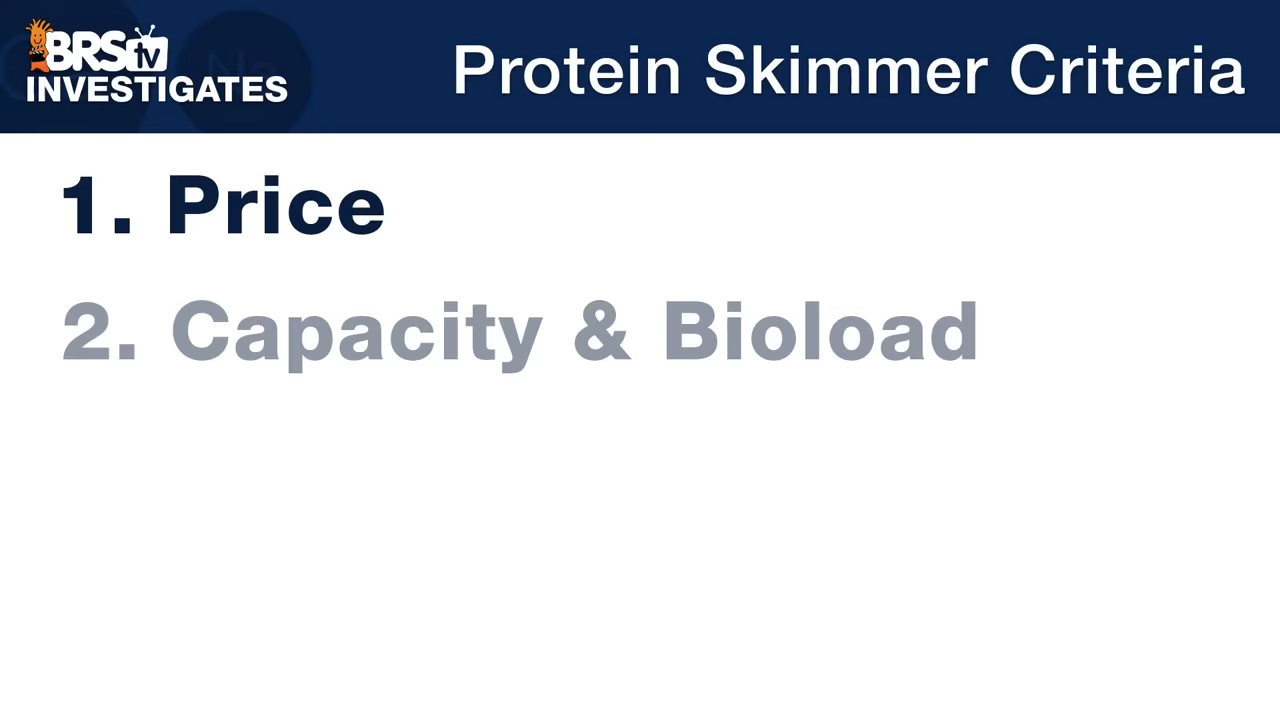 BRStv
INVESTIGATES
Protein Skimmer Criteria
1. Price
2. Capacity & Bioload